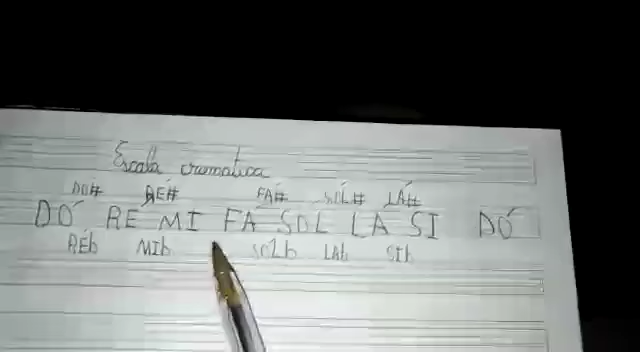 Escala cromatica
DO# RE# FA# SOL# LA#
DÓ RE MI FA SOL LA SI DÓ
REb MIb SOLb LAb SIb